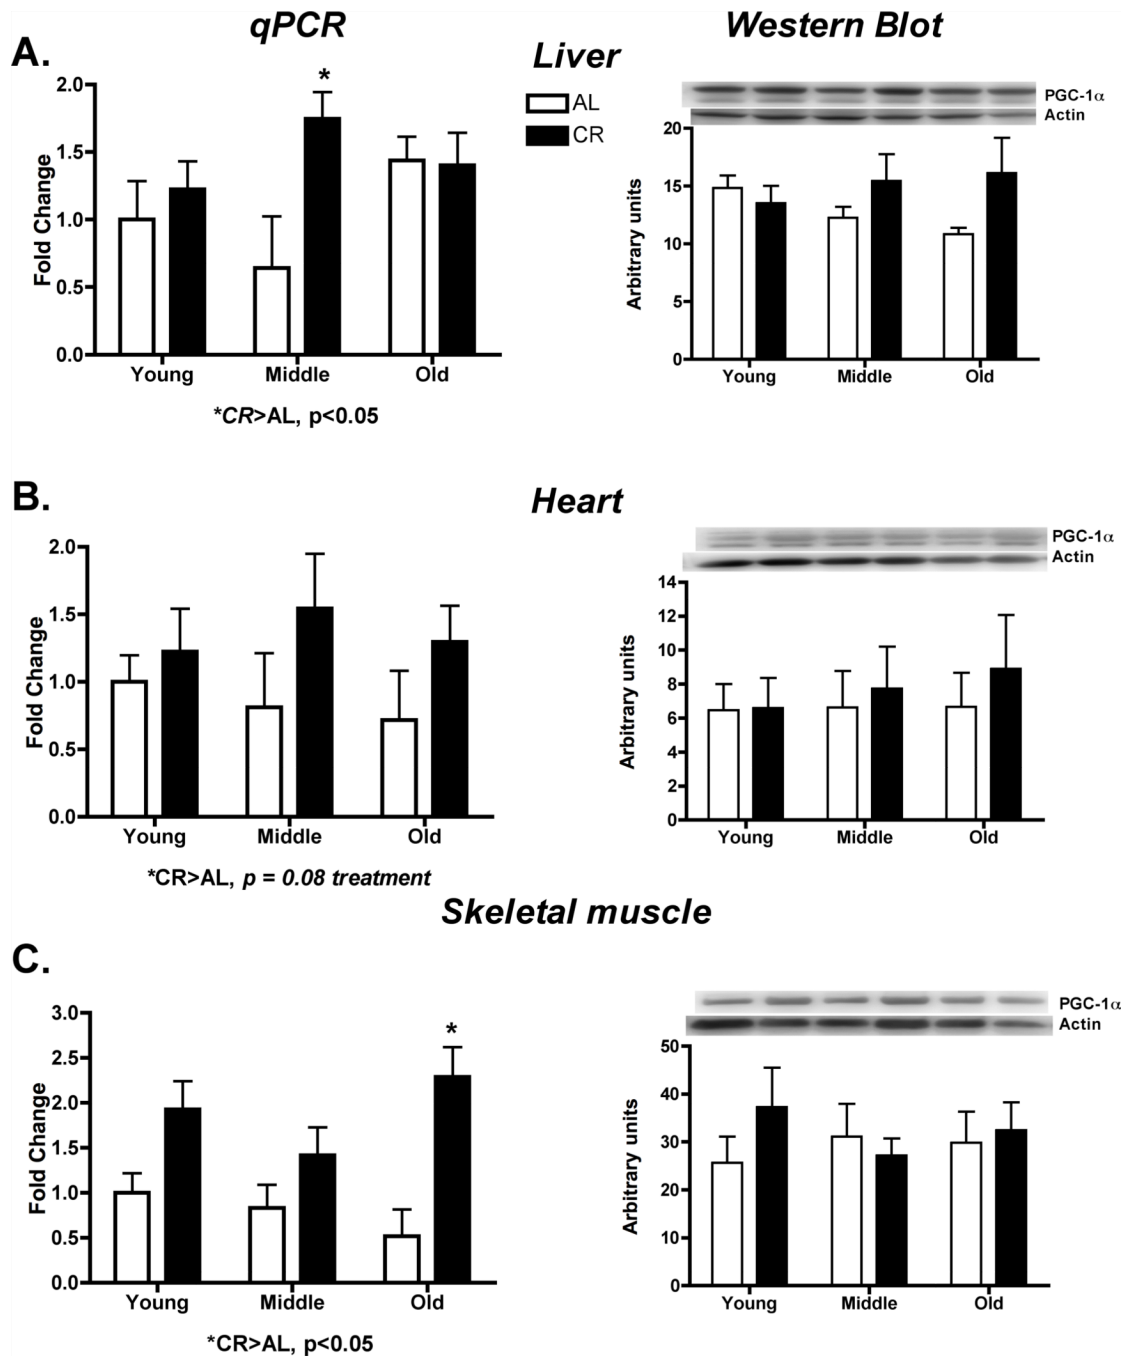 qPCR
Western Blot
A.
Liver
AL
CR
PGC-1α
Actin
2.0
1.5
1.0
0.5
0.0
Fold Change
*
Young Middle Old
*CR>AL, p<0.05
20
15
10
5
0
Arbitrary units
Young Middle Old
B.
Heart
PGC-1α
Actin
2.0
1.5
1.0
0.5
0.0
Fold Change
Young Middle Old
*CR>AL, p = 0.08 treatment
14
12
10
8
6
4
2
0
Arbitrary units
Young Middle Old
Skeletal muscle
C.
PGC-1α
Actin
3.0
2.5
2.0
1.5
1.0
0.5
0.0
Fold Change
*
Young Middle Old
*CR>AL, p<0.05
50
40
30
20
10
0
Arbitrary units
Young Middle Old